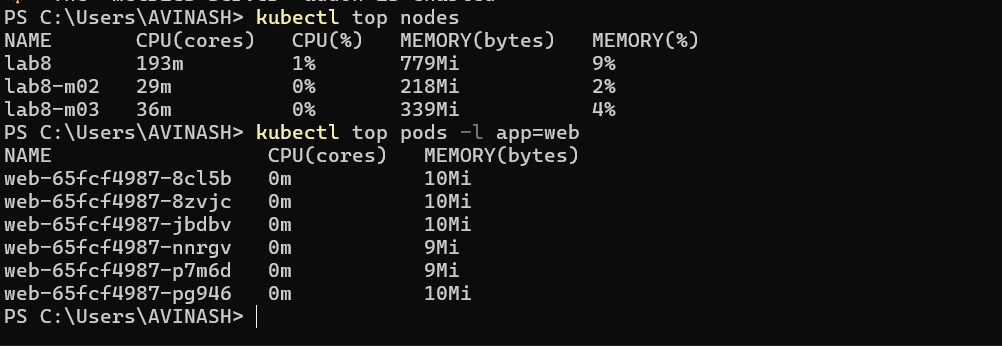 PS C:\Users\AVINASH> kubectl top nodes
NAME CPU(cores) CPU(%) MEMORY(bytes) MEMORY(%)
lab8 193m 1% 779Mi 9%
lab8-m02 29m 0% 218Mi 2%
lab8-m03 36m 0% 339Mi 4%
PS C:\Users\AVINASH> kubectl top pods -l app=web
NAME CPU(cores) MEMORY(bytes)
web-65fcf4987-8cl5b 0m 10Mi
web-65fcf4987-8zvjc 0m 10Mi
web-65fcf4987-jbdbv 0m 10Mi
web-65fcf4987-nnrgv 0m 9Mi
web-65fcf4987-p7m6d 0m 9Mi
web-65fcf4987-pg946 0m 10Mi
PS C:\Users\AVINASH>